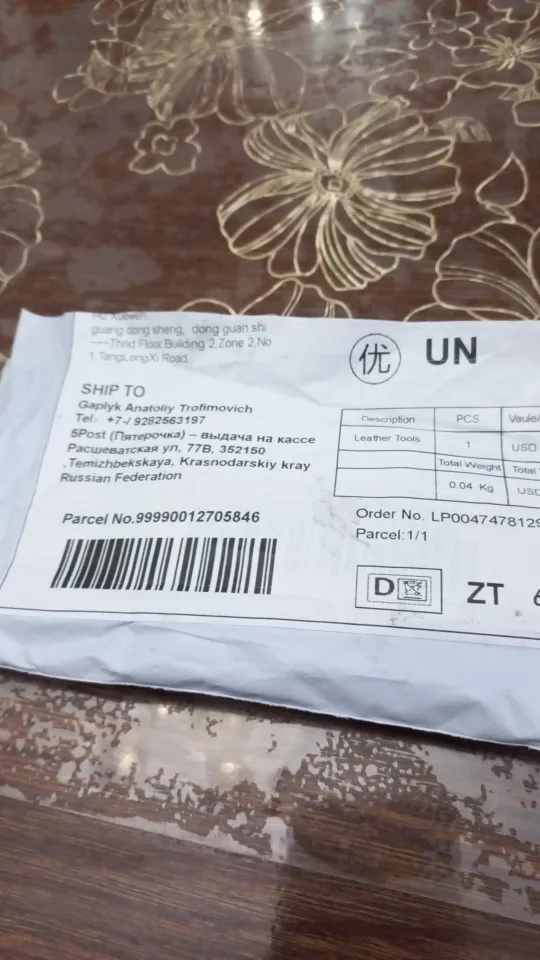 Hu Xuewen
guang dong sheng, dong guan shi
---Third Floor, Building 2, Zone 2, No
1, TangLongXi Road
SHIP TO
Gaplyk Anatoliy Trofimovich
Tel: +7-/ 9282563197
5Post (Пятерочка) – выдача на кассе
Расшеватская ул, 77В, 352150
,Temizhbekskaya, Krasnodarskiy kray
Russian Federation
Parcel No.99990012705846
优 UN
Description PCS Vaule/
Leather Tools 1 USD
Total Weight Total
0.04 Kg USD
Order No. LP0047478129
Parcel:1/1
D ZT